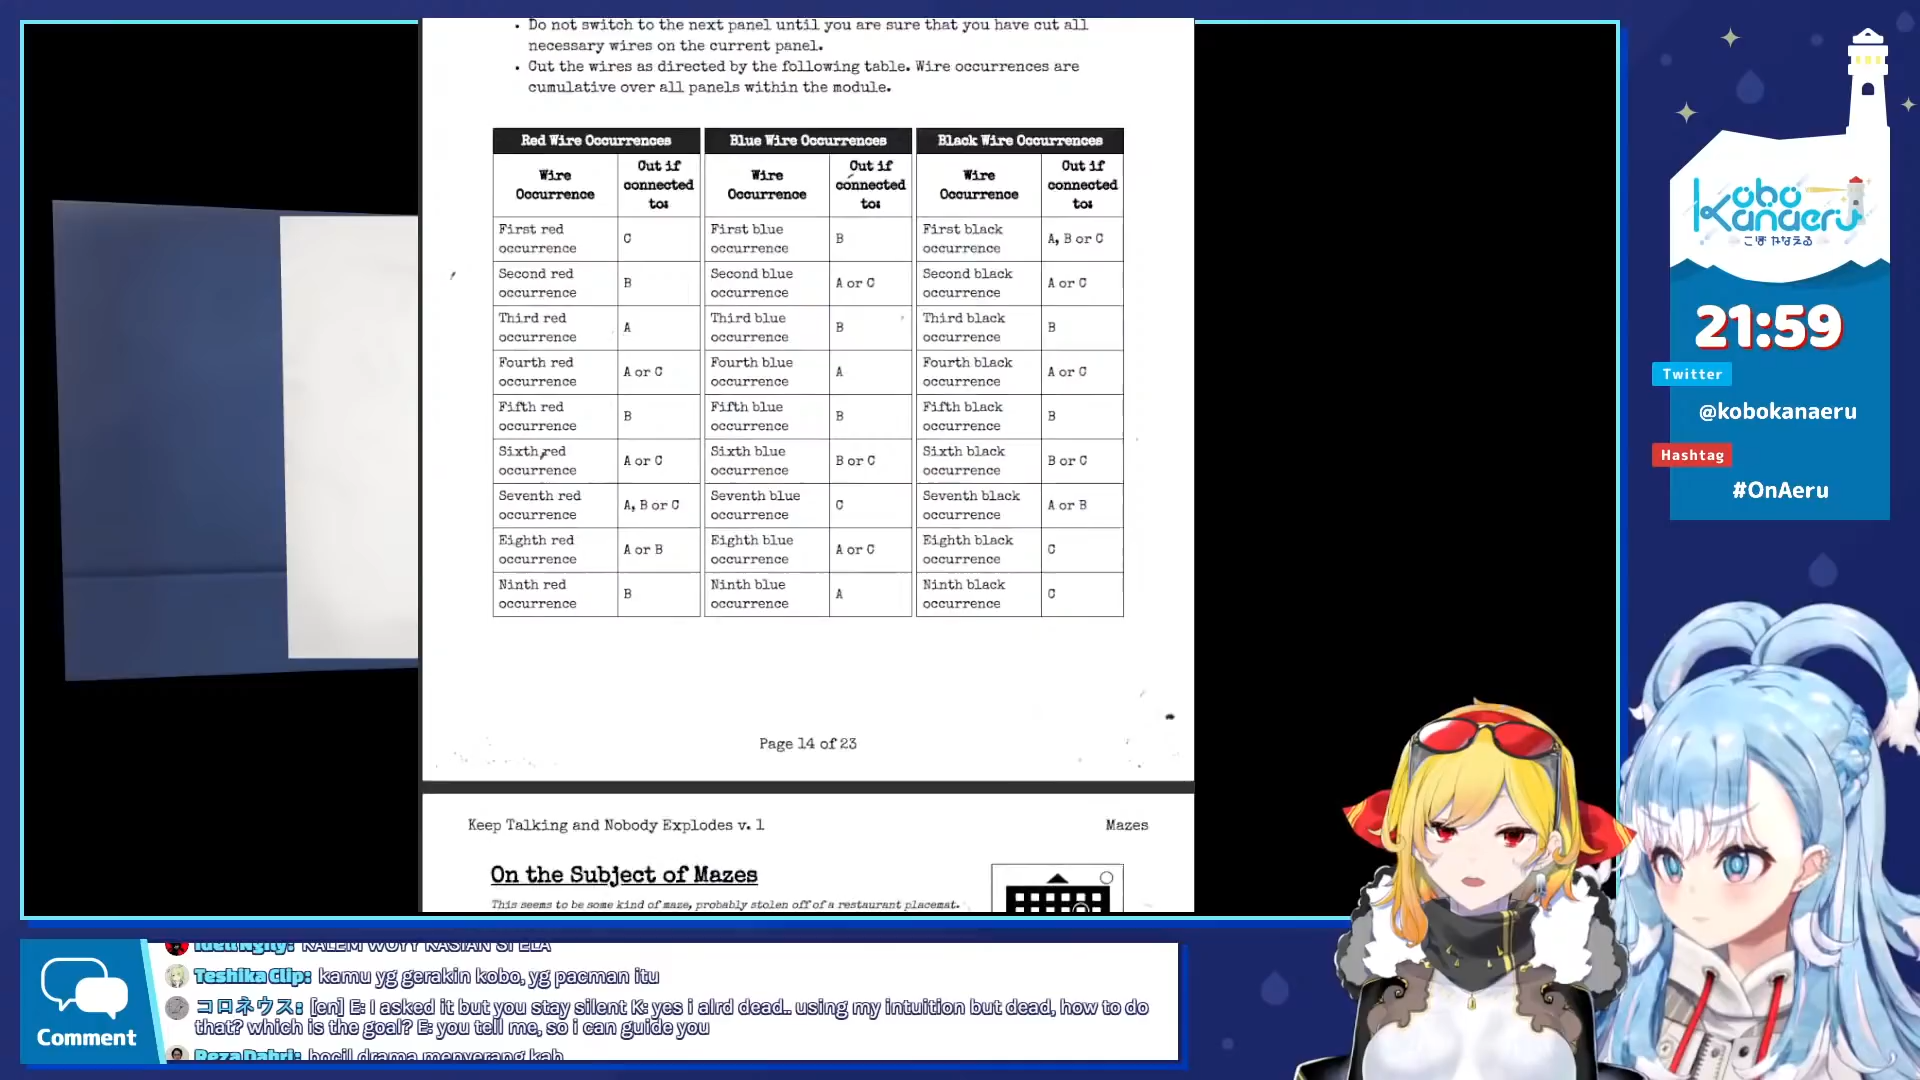 • Do not switch to the next panel until you are sure that you have cut all
necessary wires on the current panel.
• Cut the wires as directed by the following table. Wire occurrences are
cumulative over all panels within the module.
Red Wire Occurrences
Blue Wire Occurrences
Black Wire Occurrences
Wire Occurrence
Cut if connected to:
Wire Occurrence
Cut if connected to:
Wire Occurrence
Cut if connected to:
First red occurrence
C
First blue occurrence
B
First black occurrence
A, B or C
Second red occurrence
B
Second blue occurrence
A or C
Second black occurrence
A or C
Third red occurrence
A
Third blue occurrence
B
Third black occurrence
B
Fourth red occurrence
A or C
Fourth blue occurrence
A
Fourth black occurrence
A or C
Fifth red occurrence
B
Fifth blue occurrence
B
Fifth black occurrence
B
Sixth red occurrence
A or C
Sixth blue occurrence
B or C
Sixth black occurrence
B or C
Seventh red occurrence
A, B or C
Seventh blue occurrence
C
Seventh black occurrence
A or B
Eighth red occurrence
A or B
Eighth blue occurrence
A or C
Eighth black occurrence
C
Ninth red occurrence
B
Ninth blue occurrence
A
Ninth black occurrence
C
Page 14 of 23
Keep Talking and Nobody Explodes v. 1
Mazes
On the Subject of Mazes
This seems to be some kind of maze, probably stolen off of a restaurant placemat.
Kobo
Kanaeru
こぼ かなえる
21:59
Twitter
@kobokanaeru
Hashtag
#OnAeru
Comment
KALEM WOYY KASIAN SI ELA
Teshika Clip: kamu yg gerakin kobo, yg pacman itu
コロネウス: [en] E: I asked it but you stay silent K: yes i alrd dead.. using my intuition but dead, how to do
that? which is the goal? E: you tell me, so i can guide you
Reza Dahri: bocil drama menyerang kah